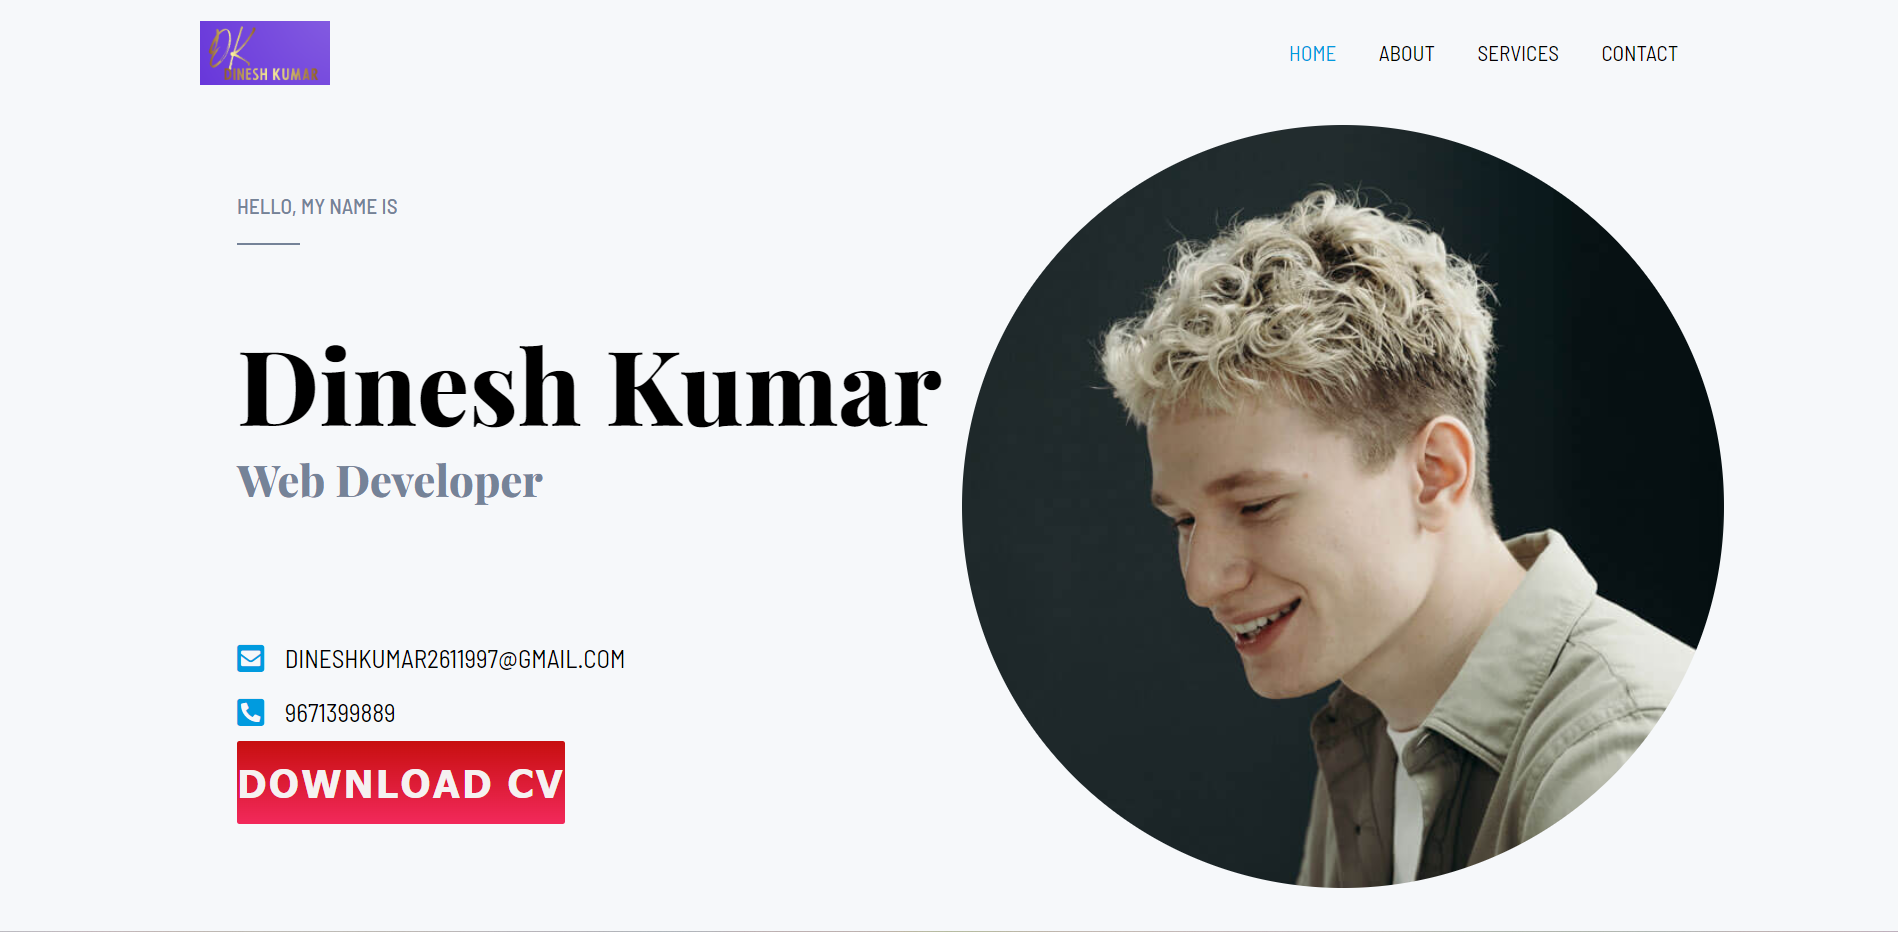 DK
DINESH KUMAR
HOME ABOUT SERVICES CONTACT
HELLO, MY NAME IS
Dinesh Kumar
Web Developer
DINESHKUMAR2611997@GMAIL.COM
9671399889
DOWNLOAD CV